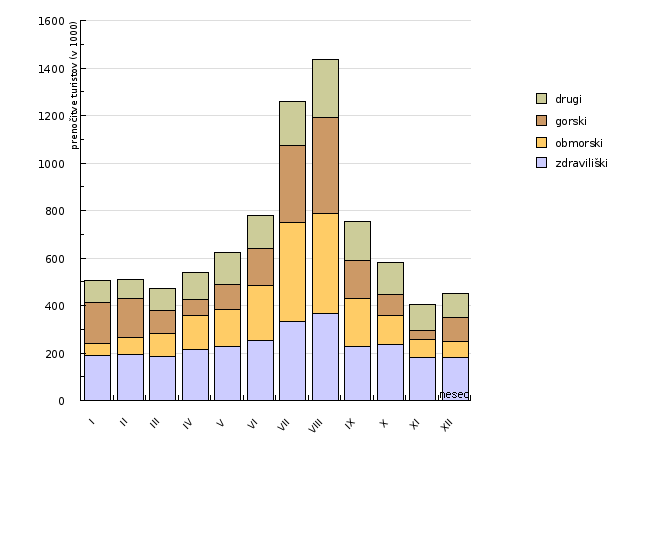 1600
1400
1200
1000
800
600
400
200
0
prenočitve turistov (v 1000)
I
II
III
IV
V
VI
VII
VIII
IX
X
XI
XII
mesec
drugi
gorski
obmorski
zdraviliški